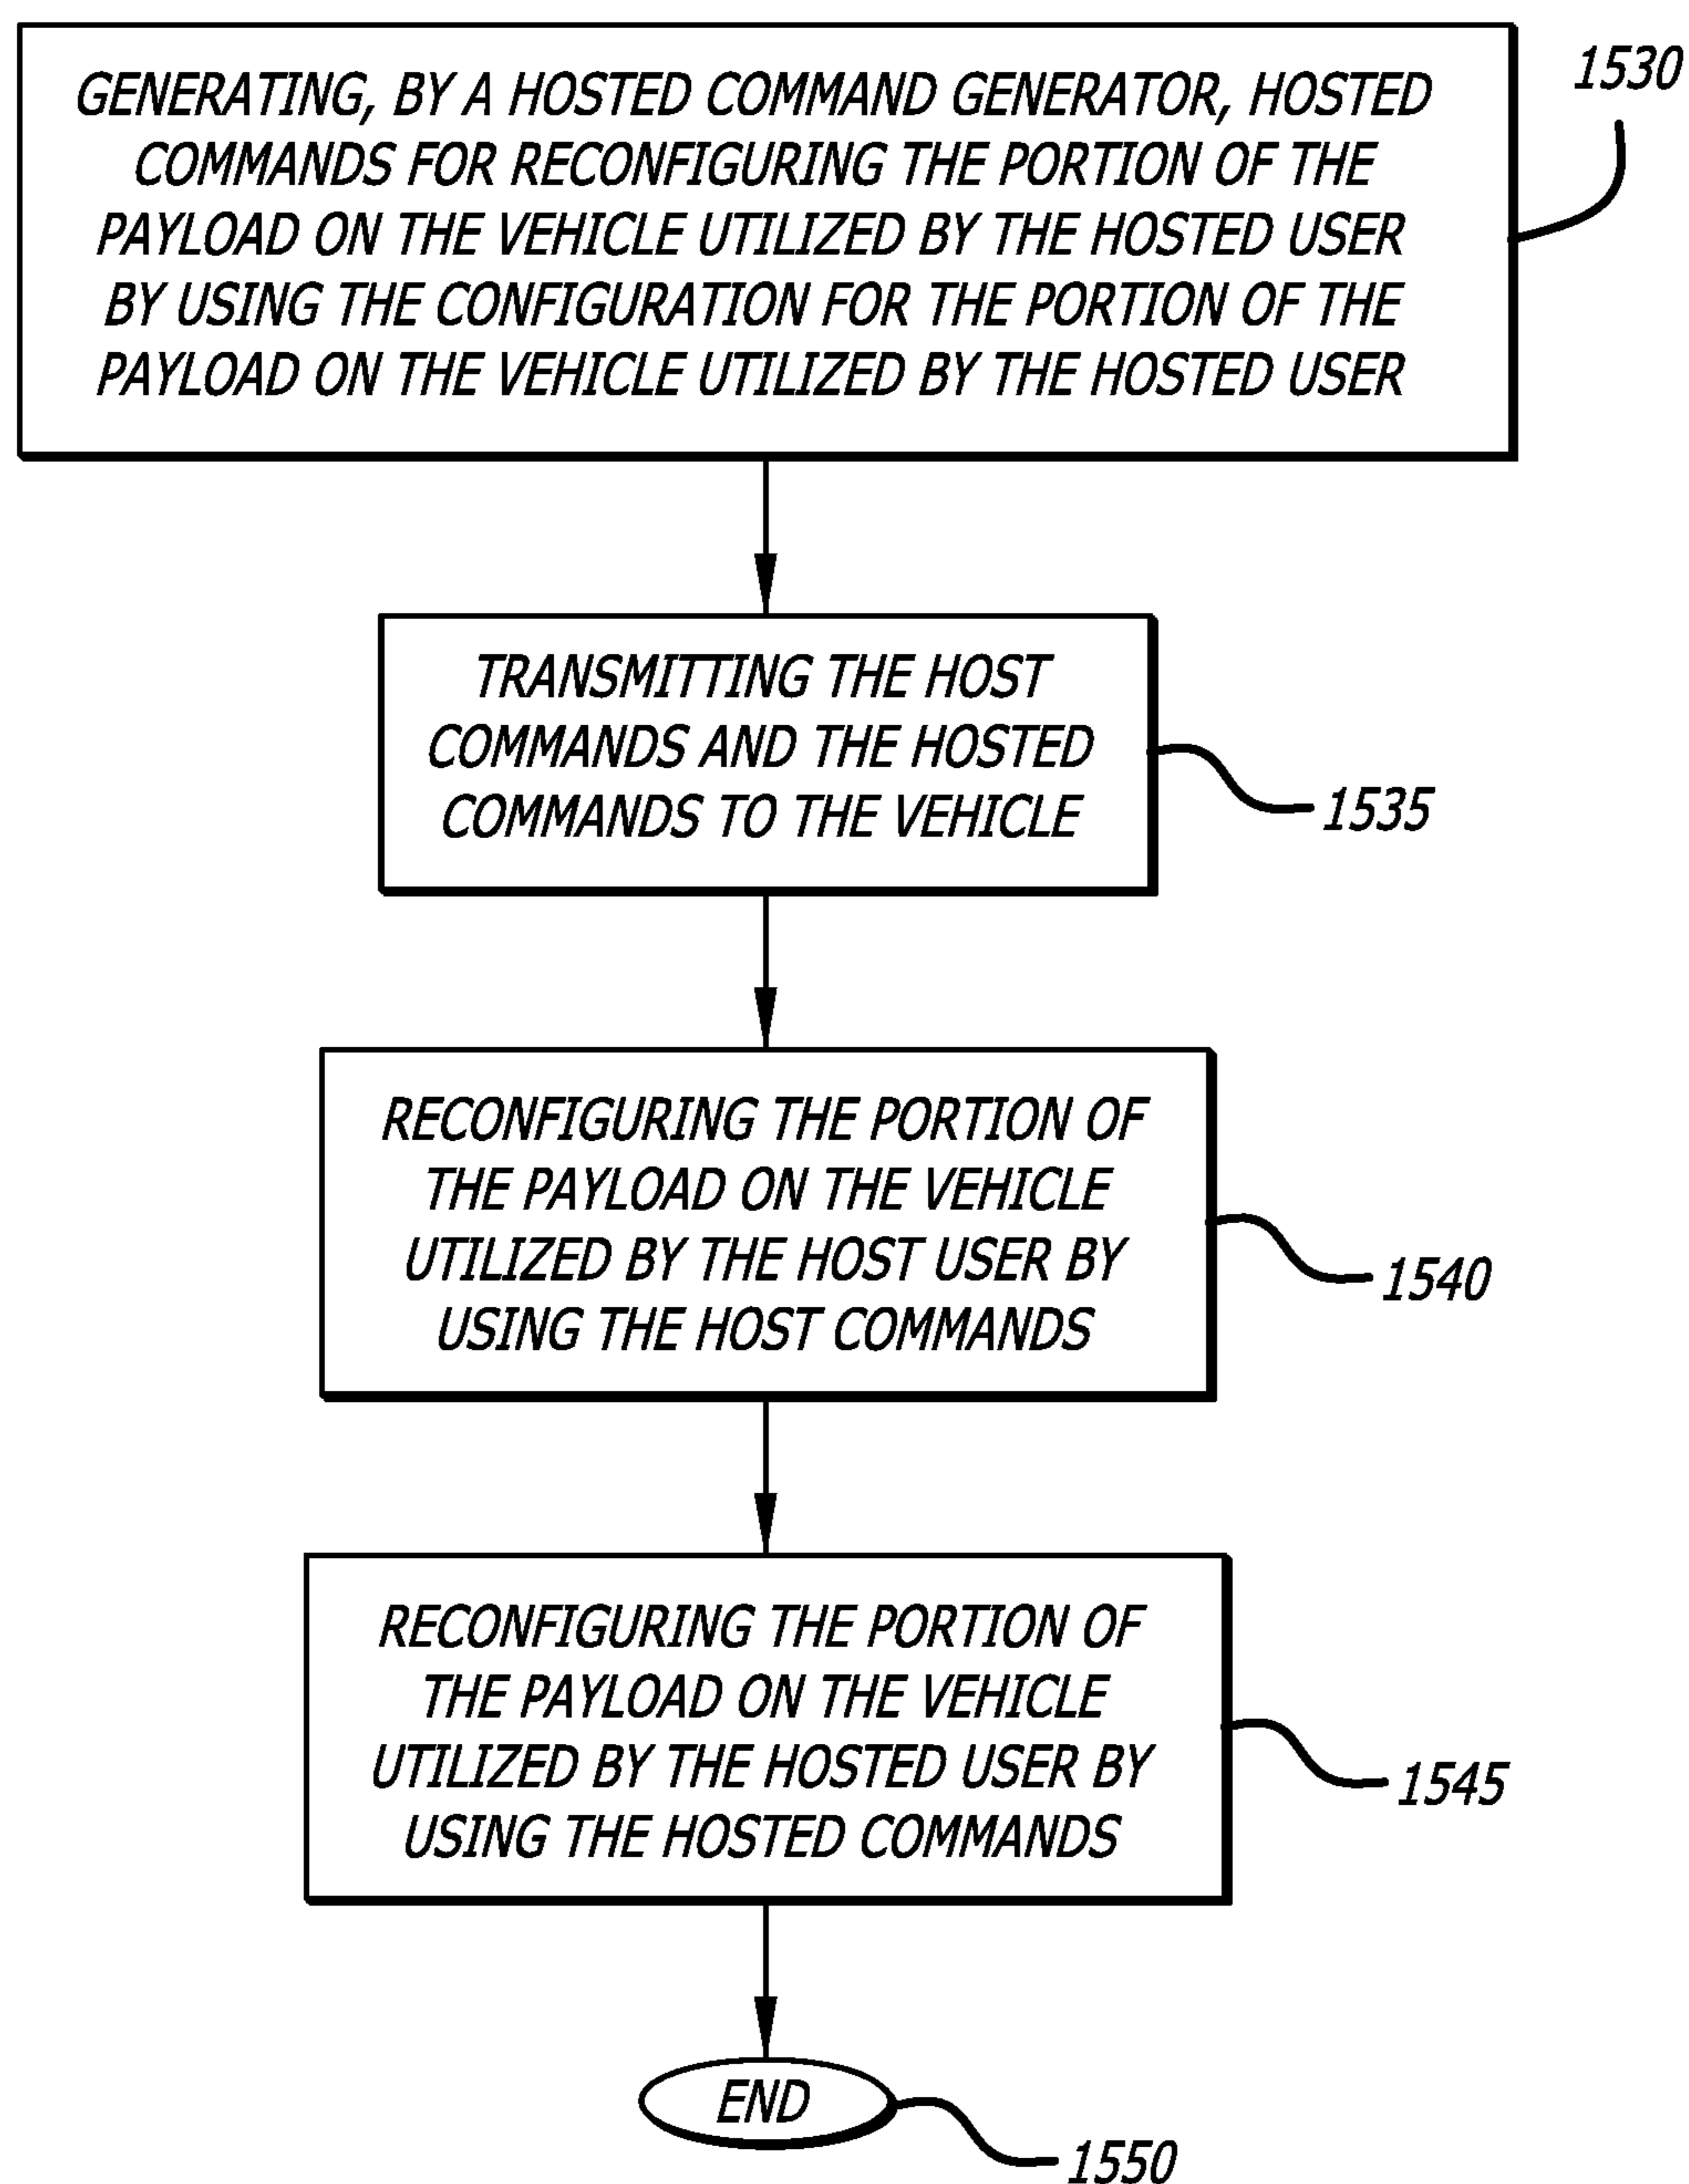 GENERATING, BY A HOSTED COMMAND GENERATOR, HOSTED
COMMANDS FOR RECONFIGURING THE PORTION OF THE
PAYLOAD ON THE VEHICLE UTILIZED BY THE HOSTED USER
BY USING THE CONFIGURATION FOR THE PORTION OF THE
PAYLOAD ON THE VEHICLE UTILIZED BY THE HOSTED USER
1530
TRANSMITTING THE HOST
COMMANDS AND THE HOSTED
COMMANDS TO THE VEHICLE
1535
RECONFIGURING THE PORTION OF
THE PAYLOAD ON THE VEHICLE
UTILIZED BY THE HOST USER BY
USING THE HOST COMMANDS
1540
RECONFIGURING THE PORTION OF
THE PAYLOAD ON THE VEHICLE
UTILIZED BY THE HOSTED USER BY
USING THE HOSTED COMMANDS
1545
END
1550